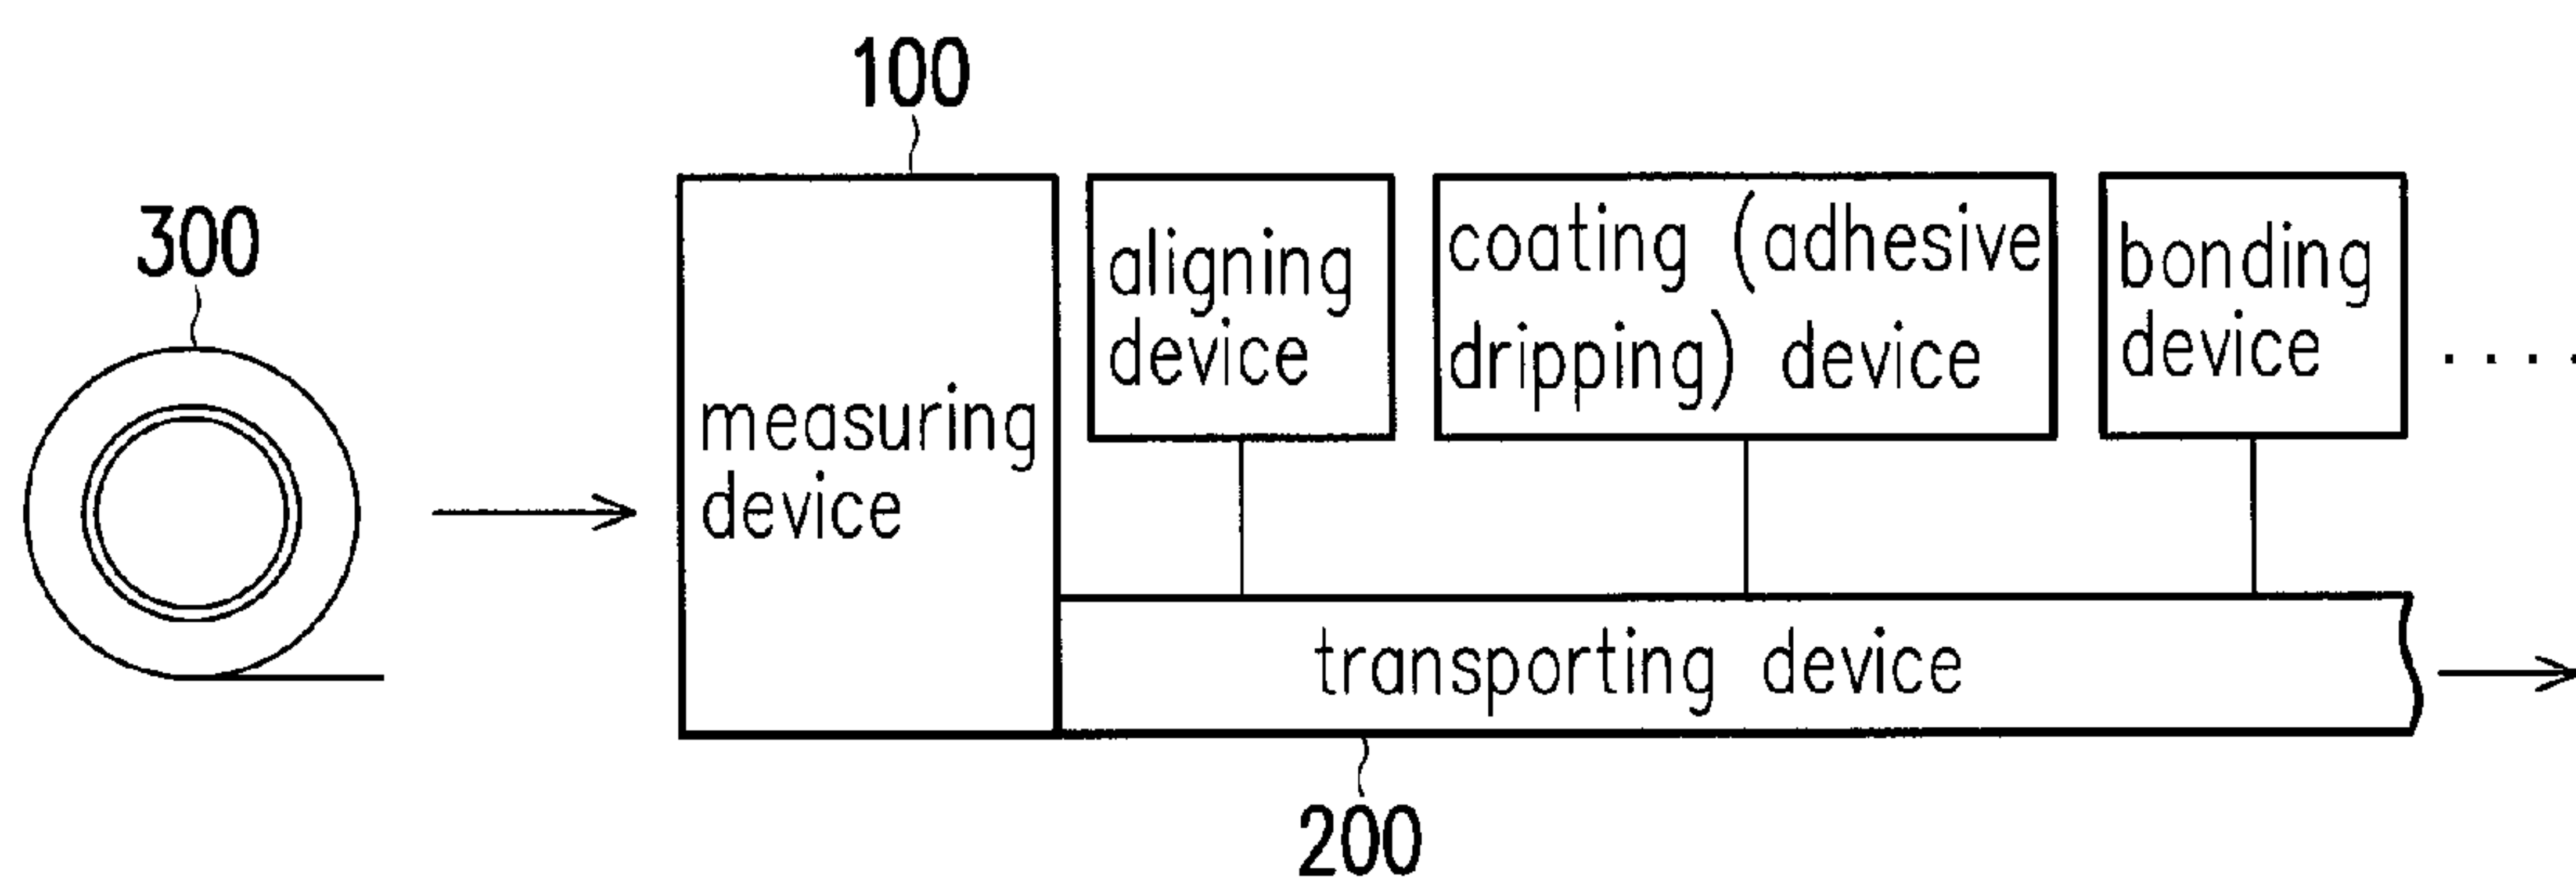 100
300
measuring
device
aligning
device
coating (adhesive
dripping) device
bonding
device
. . . .
transporting device
200